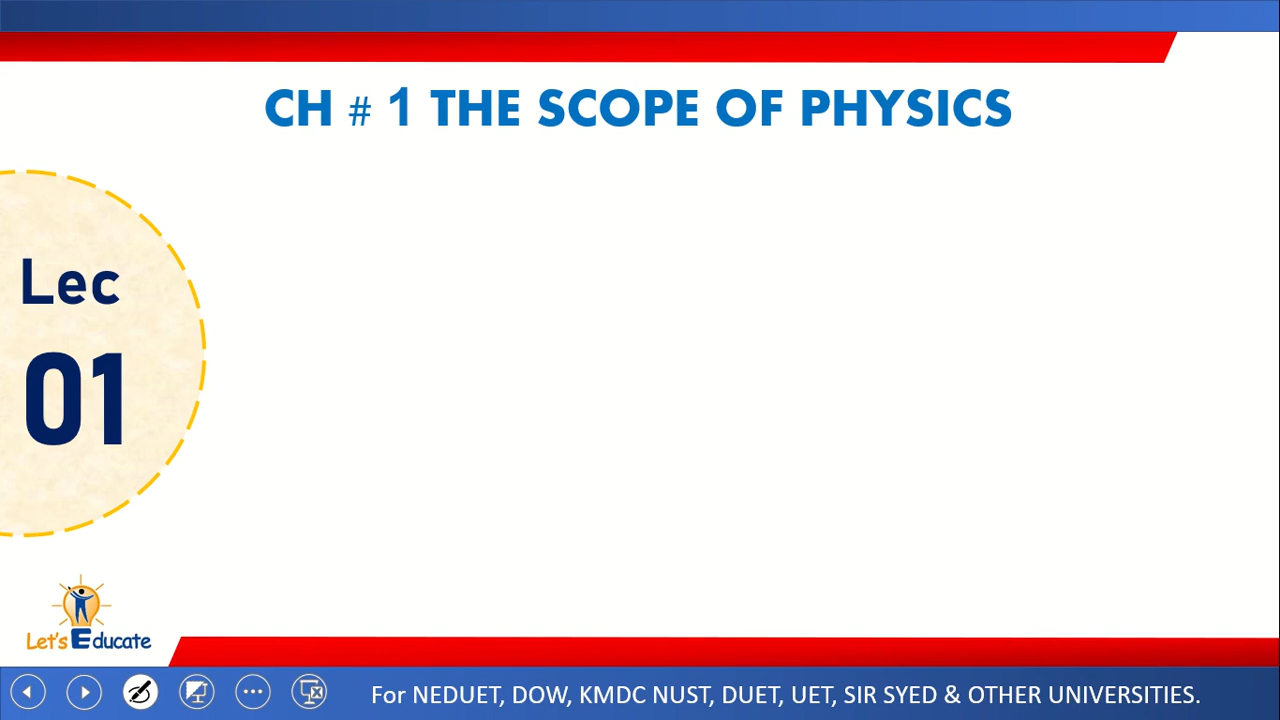 CH # 1 THE SCOPE OF PHYSICS
Lec
01
Let's Educate
For NEDUET, DOW, KMDC NUST, DUET, UET, SIR SYED & OTHER UNIVERSITIES.